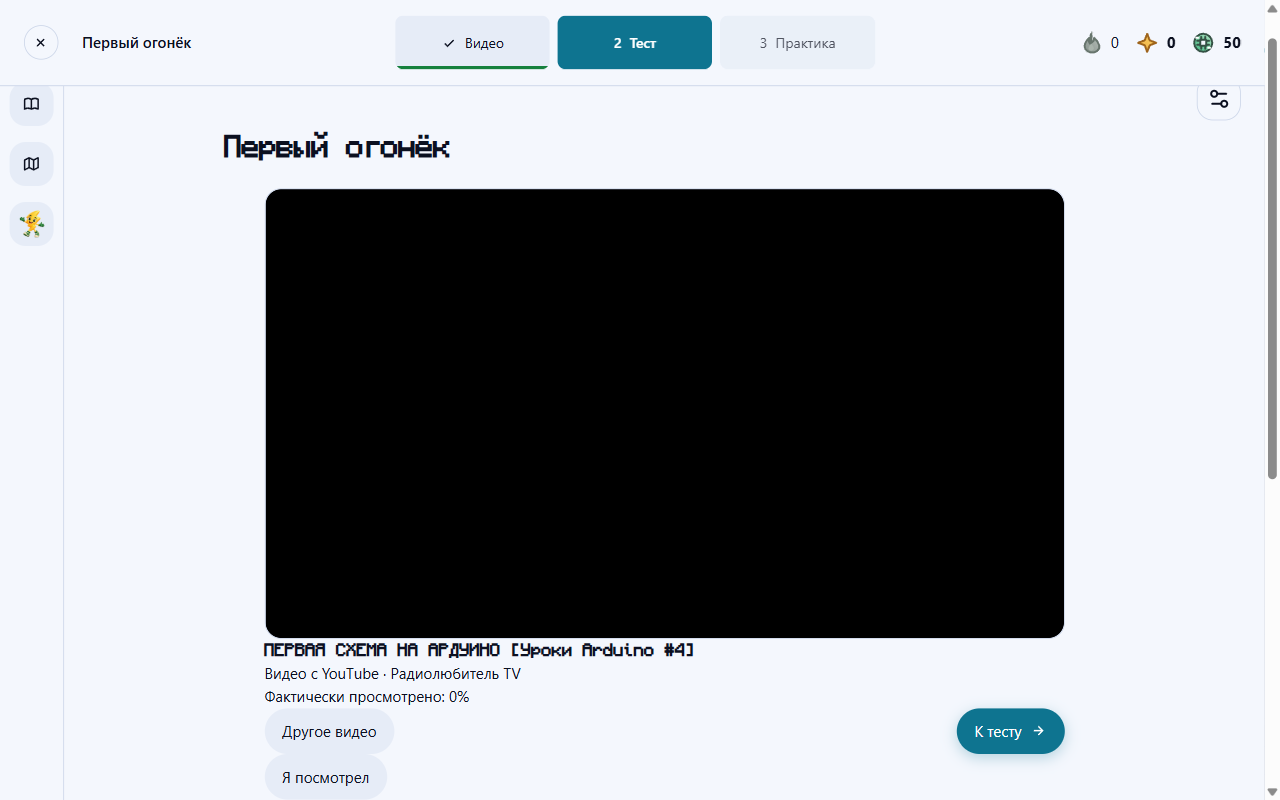 Первый огонёк
Видео
2 Тест
3 Практика
0
0
50
Первый огонёк
ПЕРВАЯ СХЕМА НА АРДУИНО [Уроки Arduino #4]
Видео с YouTube · Радиолюбитель TV
Фактически просмотрено: 0%
Другое видео
К тесту
Я посмотрел